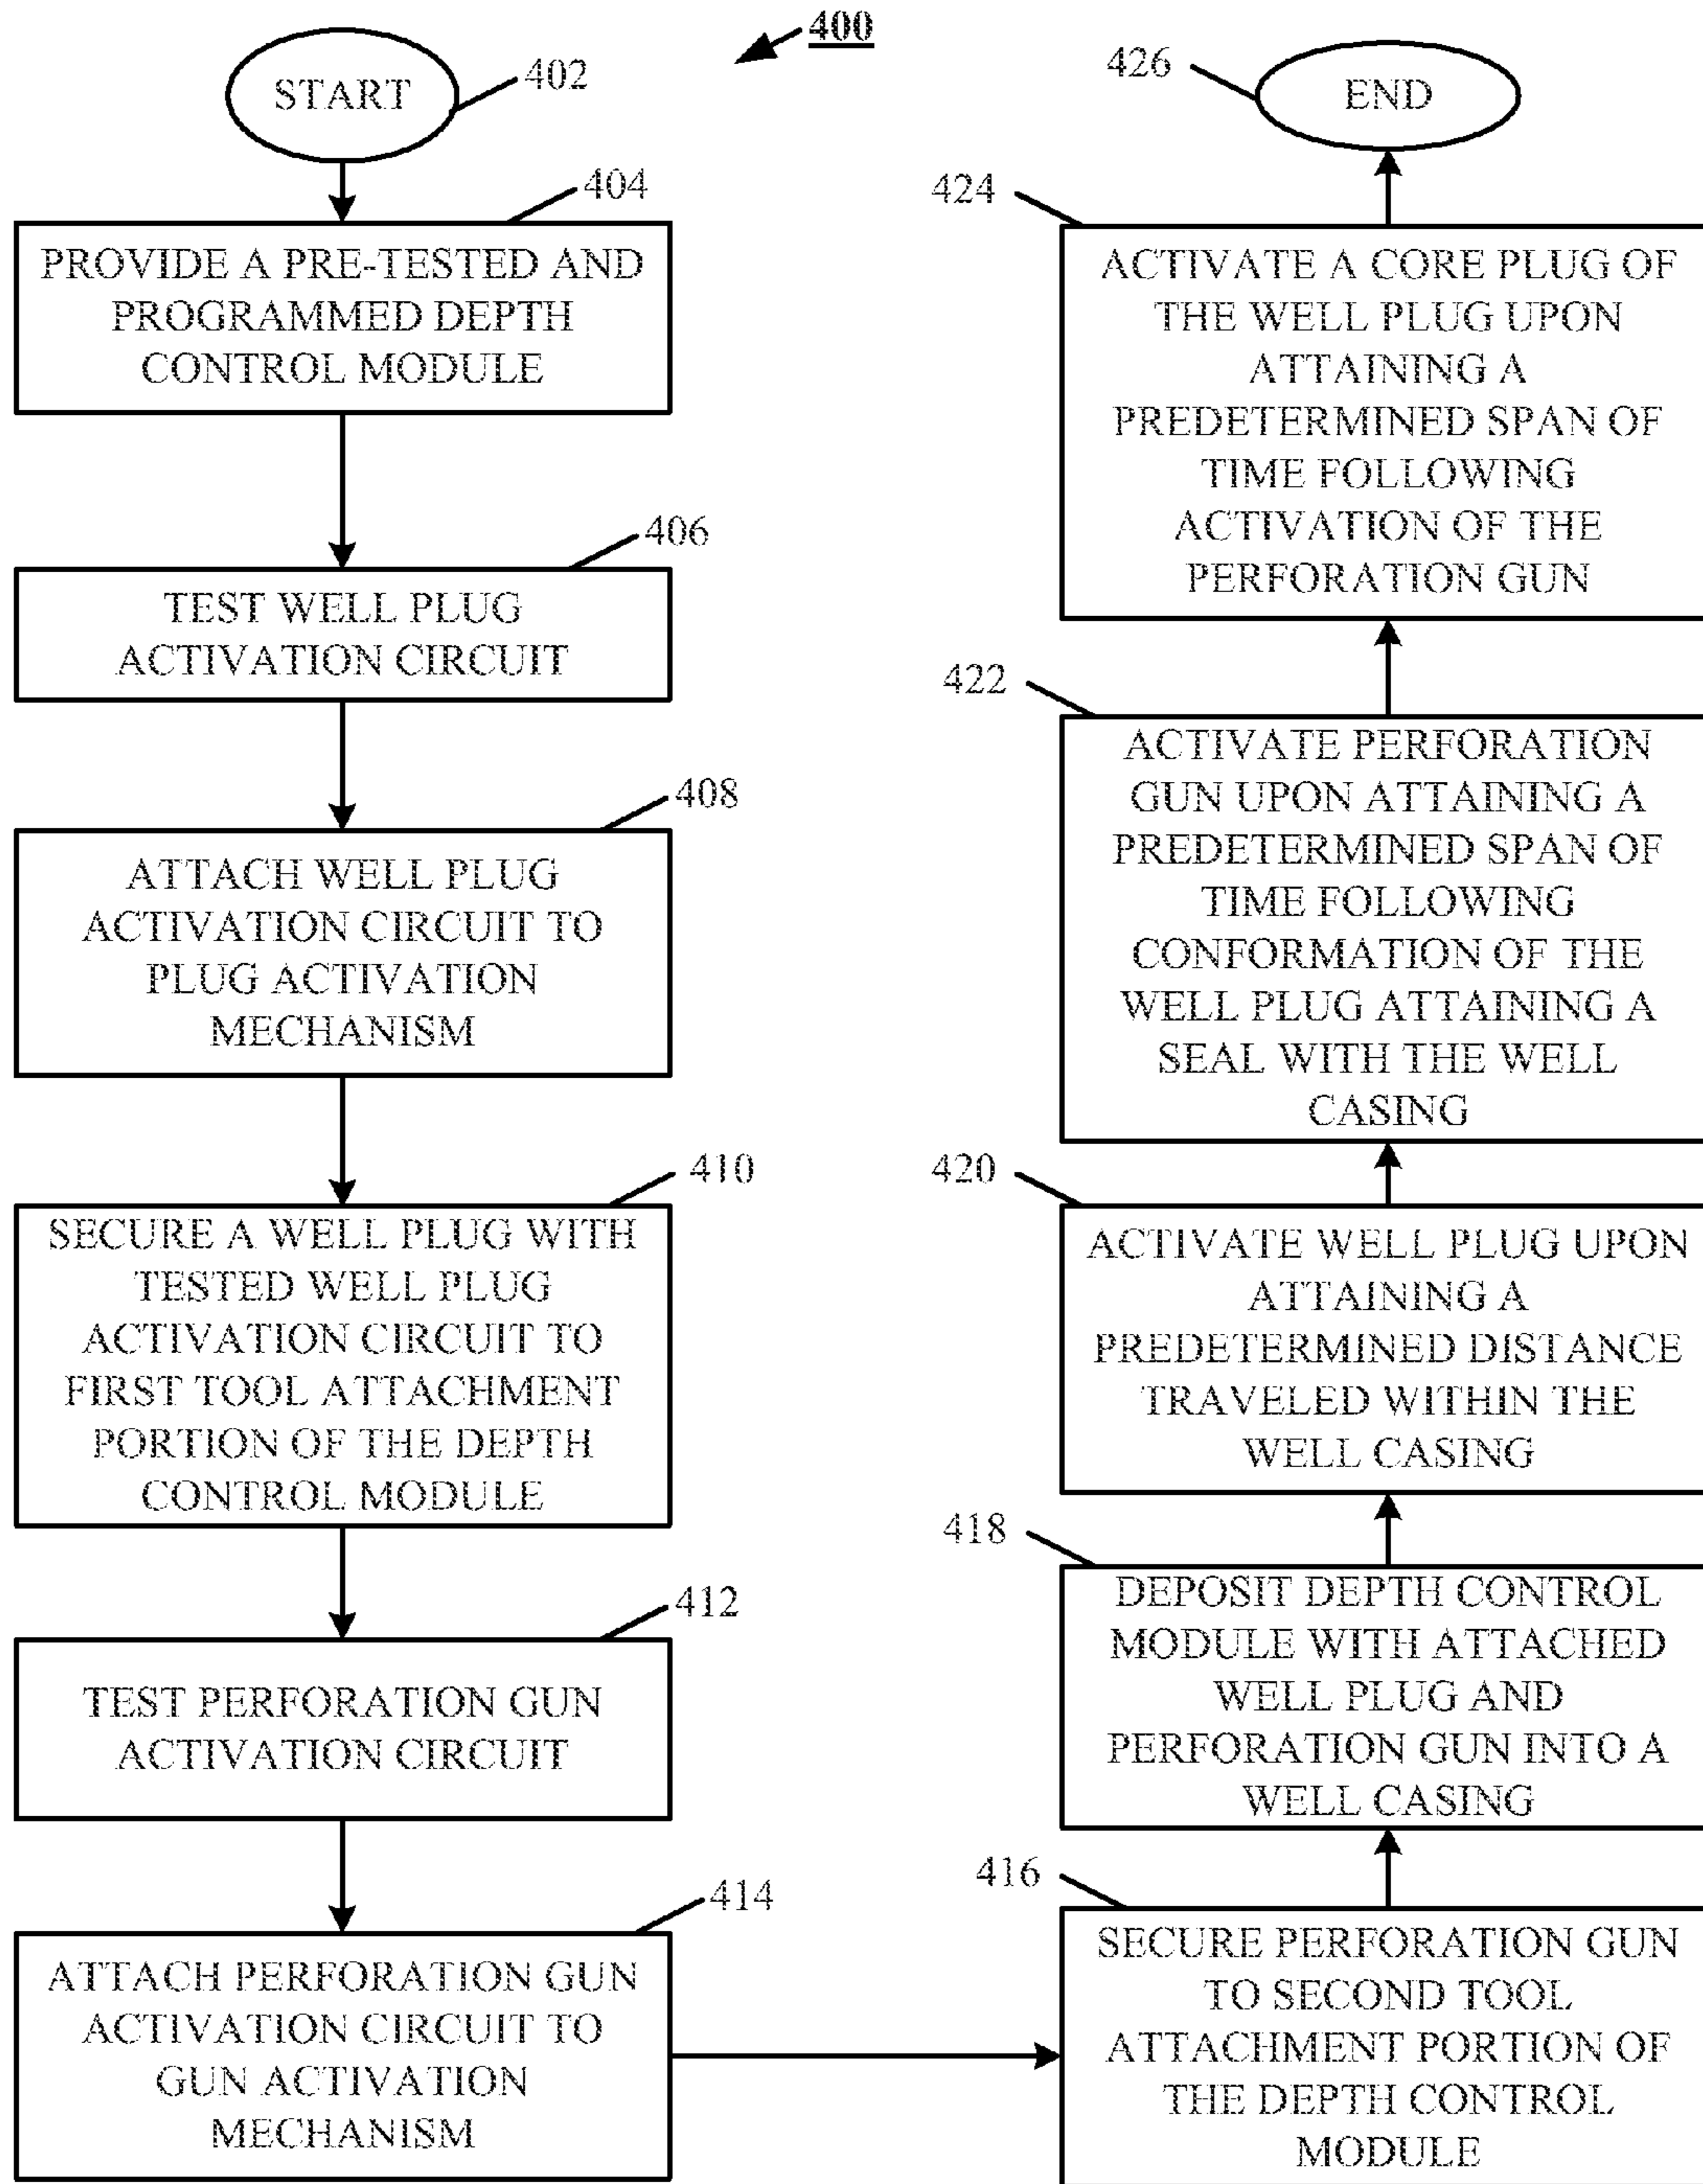 400
START
402
404
PROVIDE A PRE-TESTED AND
PROGRAMMED DEPTH
CONTROL MODULE
406
TEST WELL PLUG
ACTIVATION CIRCUIT
408
ATTACH WELL PLUG
ACTIVATION CIRCUIT TO
PLUG ACTIVATION
MECHANISM
410
SECURE A WELL PLUG WITH
TESTED WELL PLUG
ACTIVATION CIRCUIT TO
FIRST TOOL ATTACHMENT
PORTION OF THE DEPTH
CONTROL MODULE
412
TEST PERFORATION GUN
ACTIVATION CIRCUIT
414
ATTACH PERFORATION GUN
ACTIVATION CIRCUIT TO
GUN ACTIVATION
MECHANISM
416
SECURE PERFORATION GUN
TO SECOND TOOL
ATTACHMENT PORTION OF
THE DEPTH CONTROL
MODULE
418
DEPOSIT DEPTH CONTROL
MODULE WITH ATTACHED
WELL PLUG AND
PERFORATION GUN INTO A
WELL CASING
420
ACTIVATE WELL PLUG UPON
ATTAINING A
PREDETERMINED DISTANCE
TRAVELED WITHIN THE
WELL CASING
422
ACTIVATE PERFORATION
GUN UPON ATTAINING A
PREDETERMINED SPAN OF
TIME FOLLOWING
CONFORMATION OF THE
WELL PLUG ATTAINING A
SEAL WITH THE WELL
CASING
424
ACTIVATE A CORE PLUG OF
THE WELL PLUG UPON
ATTAINING A
PREDETERMINED SPAN OF
TIME FOLLOWING
ACTIVATION OF THE
PERFORATION GUN
426
END